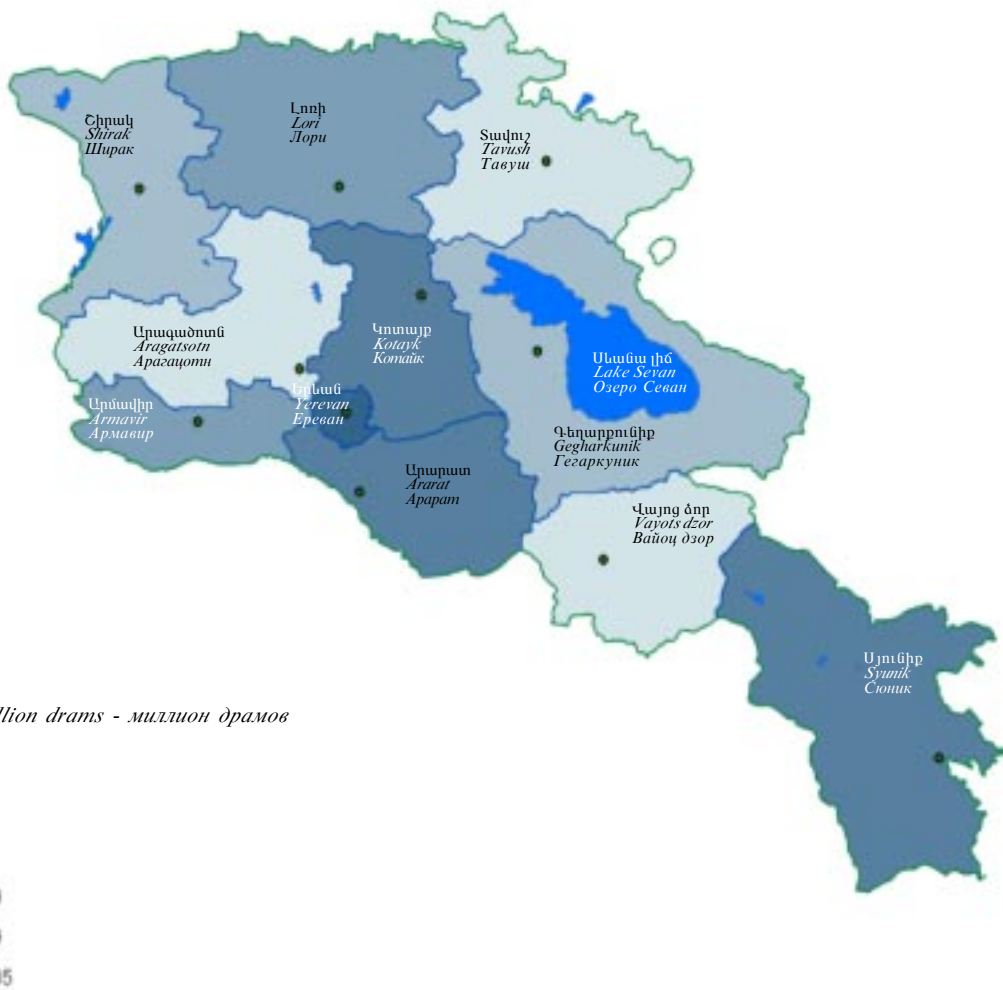 Լոռի
Lori
Лори
Շիրակ
Shirak
Ширак
Տավուշ
Tavush
Тавуш
Արագածոտն
Aragatsotn
Арагацотн
Կոտայք
Kotayk
Котайк
Սևանա լիճ
Lake Sevan
Озеро Севан
Արմավիր
Armavir
Армавир
Երևան
Yerevan
Ереван
Գեղարքունիք
Gegharkunik
Гегаркуник
Արարատ
Ararat
Арарат
Վայոց ձոր
Vayots dzor
Вайоц дзор
Սյունիք
Syunik
Сюник
llion drams - миллион драмов